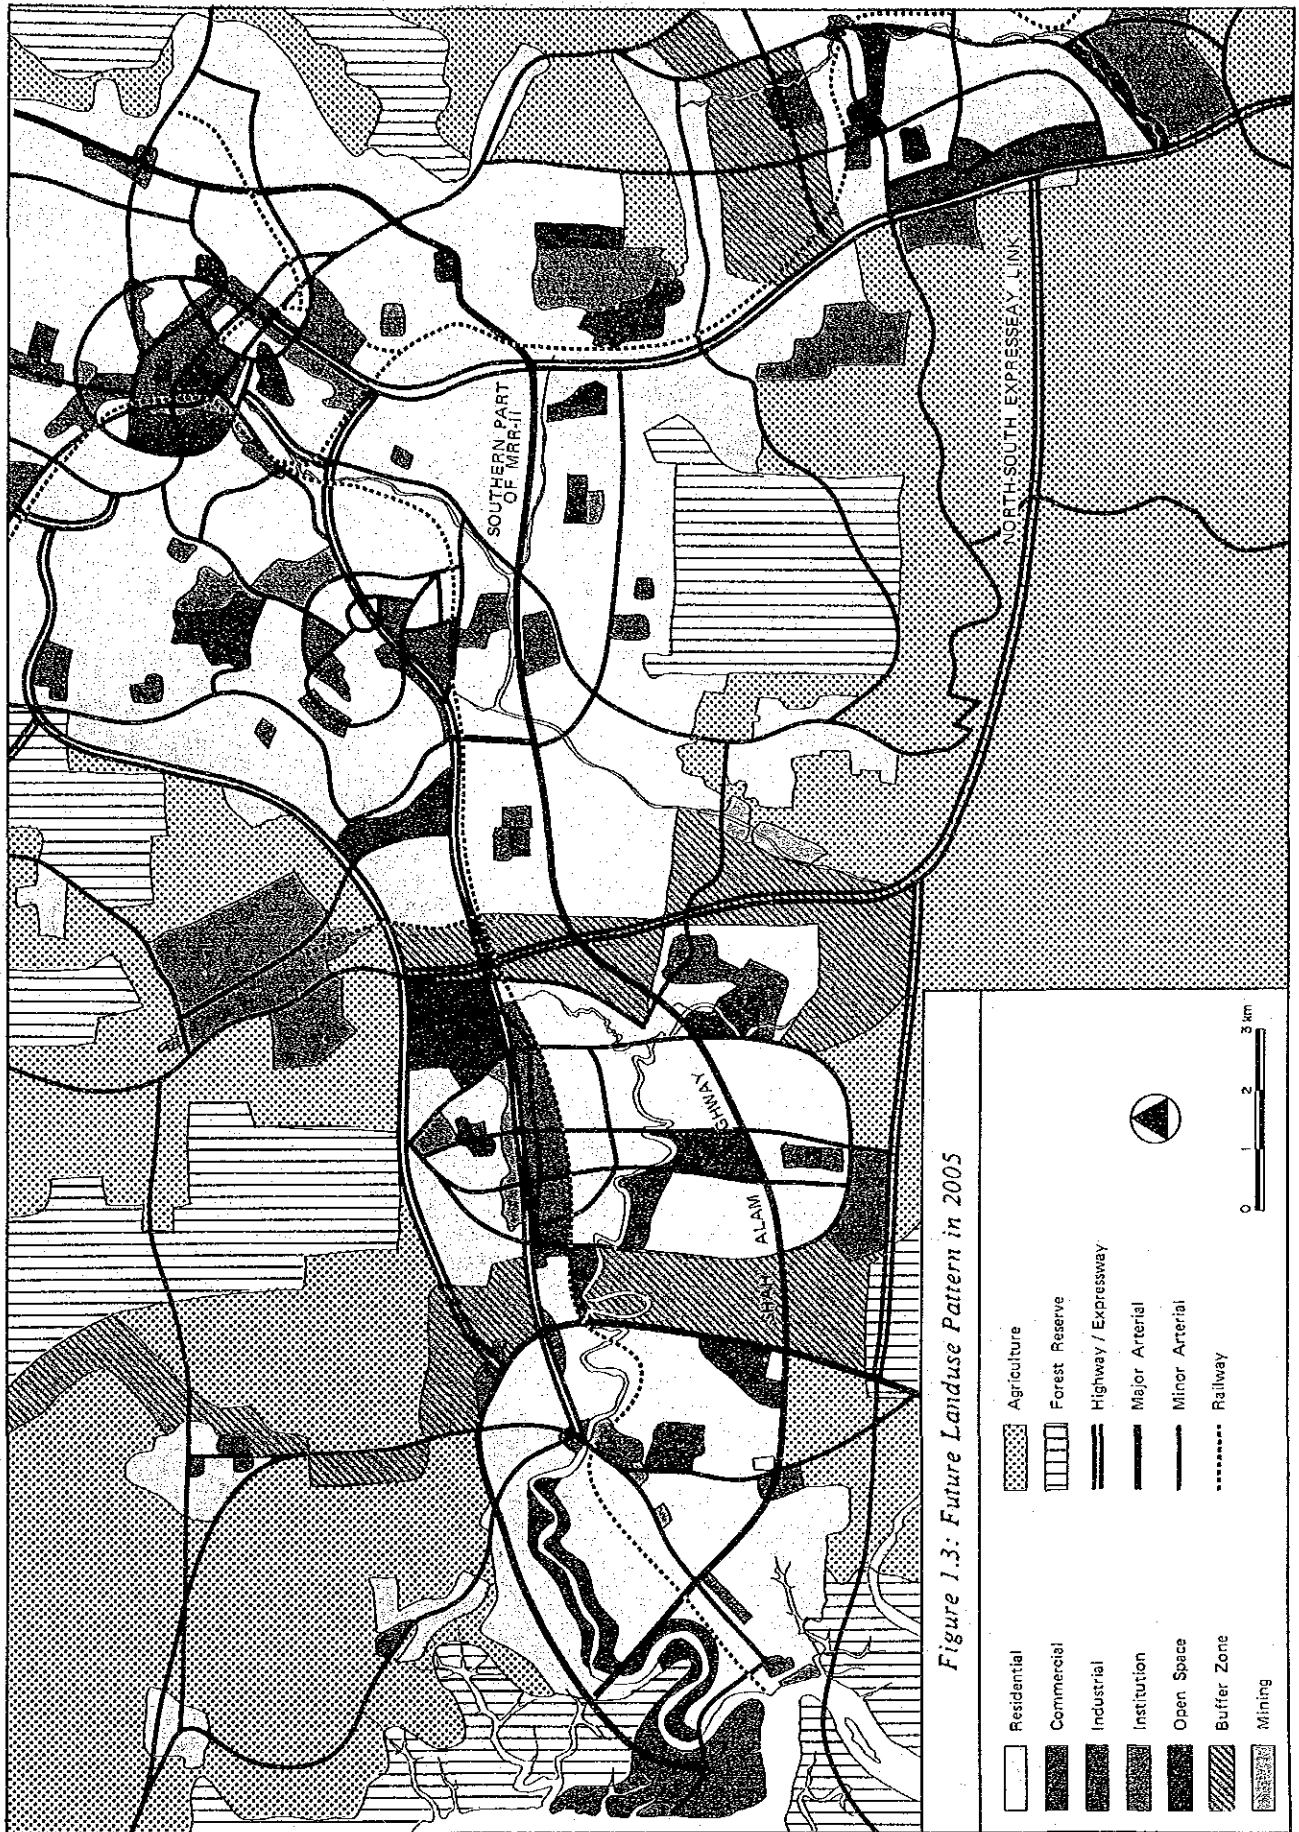 SOUTHERN PART
OF MRR-II
NORTH-SOUTH EXPRESSEAY LINK
SHAH
ALAM
GHWAY
Figure 1.3: Future Landuse Pattern in 2005
Residential
Commercial
Industrial
Institution
Open Space
Buffer Zone
Mining
Agriculture
Forest Reserve
Highway / Expressway
Major Arterial
Minor Arterial
Railway
0 1 2 3 km